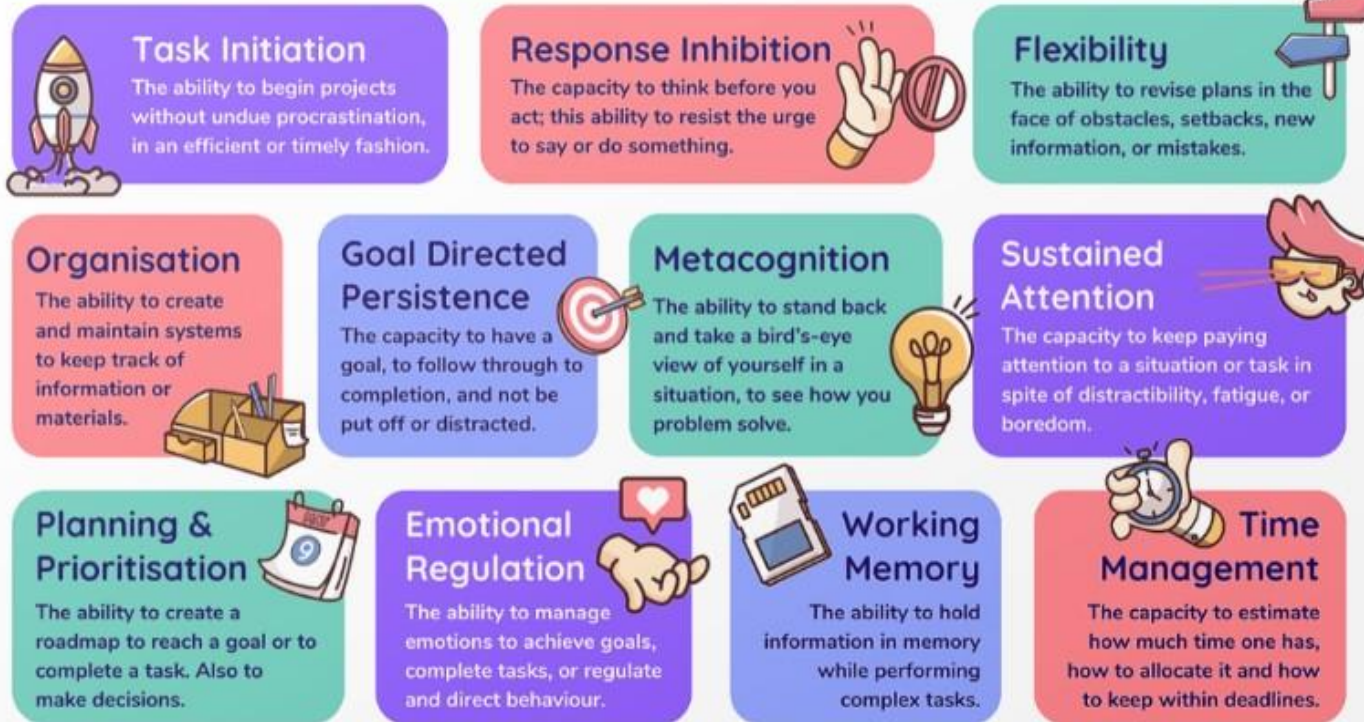 Task Initiation
The ability to begin projects
without undue procrastination,
in an efficient or timely fashion.
Response Inhibition
The capacity to think before you
act; this ability to resist the urge
to say or do something.
Flexibility
The ability to revise plans in the
face of obstacles, setbacks, new
information, or mistakes.
Organisation
The ability to create
and maintain systems
to keep track of
information or
materials.
Goal Directed
Persistence
The capacity to have a
goal, to follow through to
completion, and not be
put off or distracted.
Metacognition
The ability to stand back
and take a bird's-eye
view of yourself in a
situation, to see how you
problem solve.
Sustained
Attention
The capacity to keep paying
attention to a situation or task in
spite of distractibility, fatigue, or
boredom.
Planning &
Prioritisation
The ability to create a
roadmap to reach a goal or to
complete a task. Also to
make decisions.
9
Emotional
Regulation
The ability to manage
emotions to achieve goals,
complete tasks, or regulate
and direct behaviour.
Working
Memory
The ability to hold
information in memory
while performing
complex tasks.
Time
Management
The capacity to estimate
how much time one has,
how to allocate it and how
to keep within deadlines.